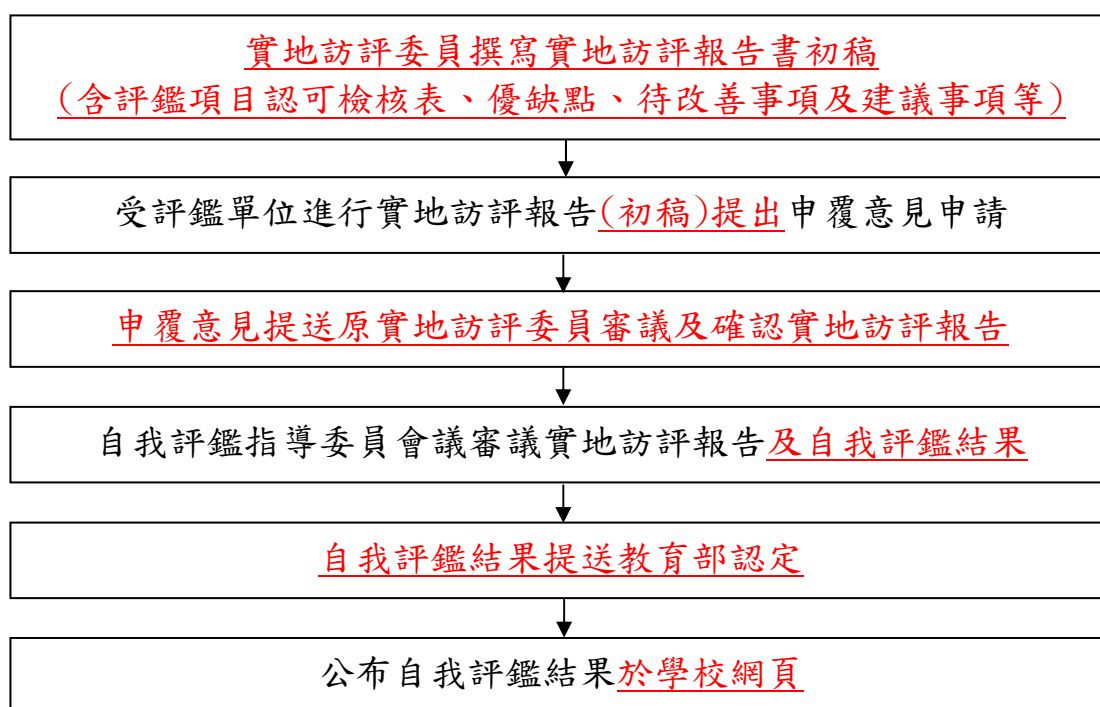 實地訪評委員撰寫實地訪評報告書初稿
(含評鑑項目認可檢核表、優缺點、待改善事項及建議事項等)
受評鑑單位進行實地訪評報告(初稿)提出申覆意見申請
申覆意見提送原實地訪評委員審議及確認實地訪評報告
自我評鑑指導委員會議審議實地訪評報告及自我評鑑結果
自我評鑑結果提送教育部認定
公布自我評鑑結果於學校網頁